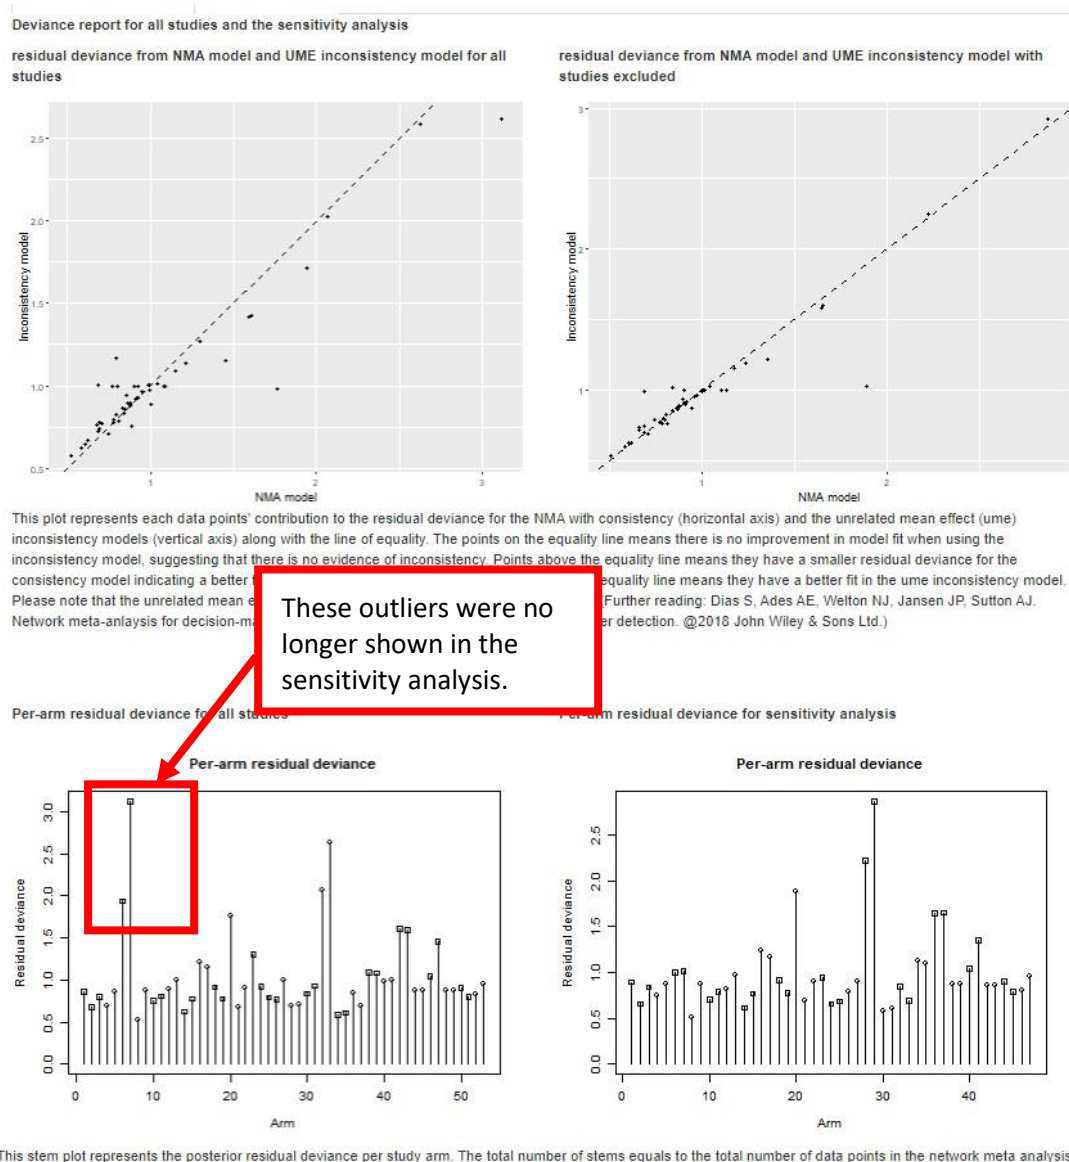 Deviance report for all studies and the sensitivity analysis
residual deviance from NMA model and UME inconsistency model for all
studies
residual deviance from NMA model and UME inconsistency model with
studies excluded
2.5
2.0
1.5
1.0
0.5
Inconsistency model
1
2
3
NMA model
3
2
1
Inconsistency model
1
2
NMA model
This plot represents each data points' contribution to the residual deviance for the NMA with consistency (horizontal axis) and the unrelated mean effect (ume)
inconsistency models (vertical axis) along with the line of equality. The points on the equality line means there is no improvement in model fit when using the
inconsistency model, suggesting that there is no evidence of inconsistency. Points above the equality line means they have a smaller residual deviance for the
consistency model indicating a better equality line means they have a better fit in the ume inconsistency model.
Please note that the unrelated mean (Further reading: Dias S, Ades AE, Welton NJ, Jansen JP, Sutton AJ.
Network meta-anlaysis for decision-ma er detection. @2018 John Wiley & Sons Ltd.)
These outliers were no
longer shown in the
sensitivity analysis.
Per-arm residual deviance for all studies
Per-arm residual deviance for sensitivity analysis
Per-arm residual deviance
3.0
2.5
2.0
1.5
1.0
0.5
0.0
Residual deviance
0
10
20
30
40
50
Arm
Per-arm residual deviance
2.5
2.0
1.5
1.0
0.5
0.0
Residual deviance
0
10
20
30
40
Arm
This stem plot represents the posterior residual deviance per study arm. The total number of stems equals to the total number of data points in the network meta analysis